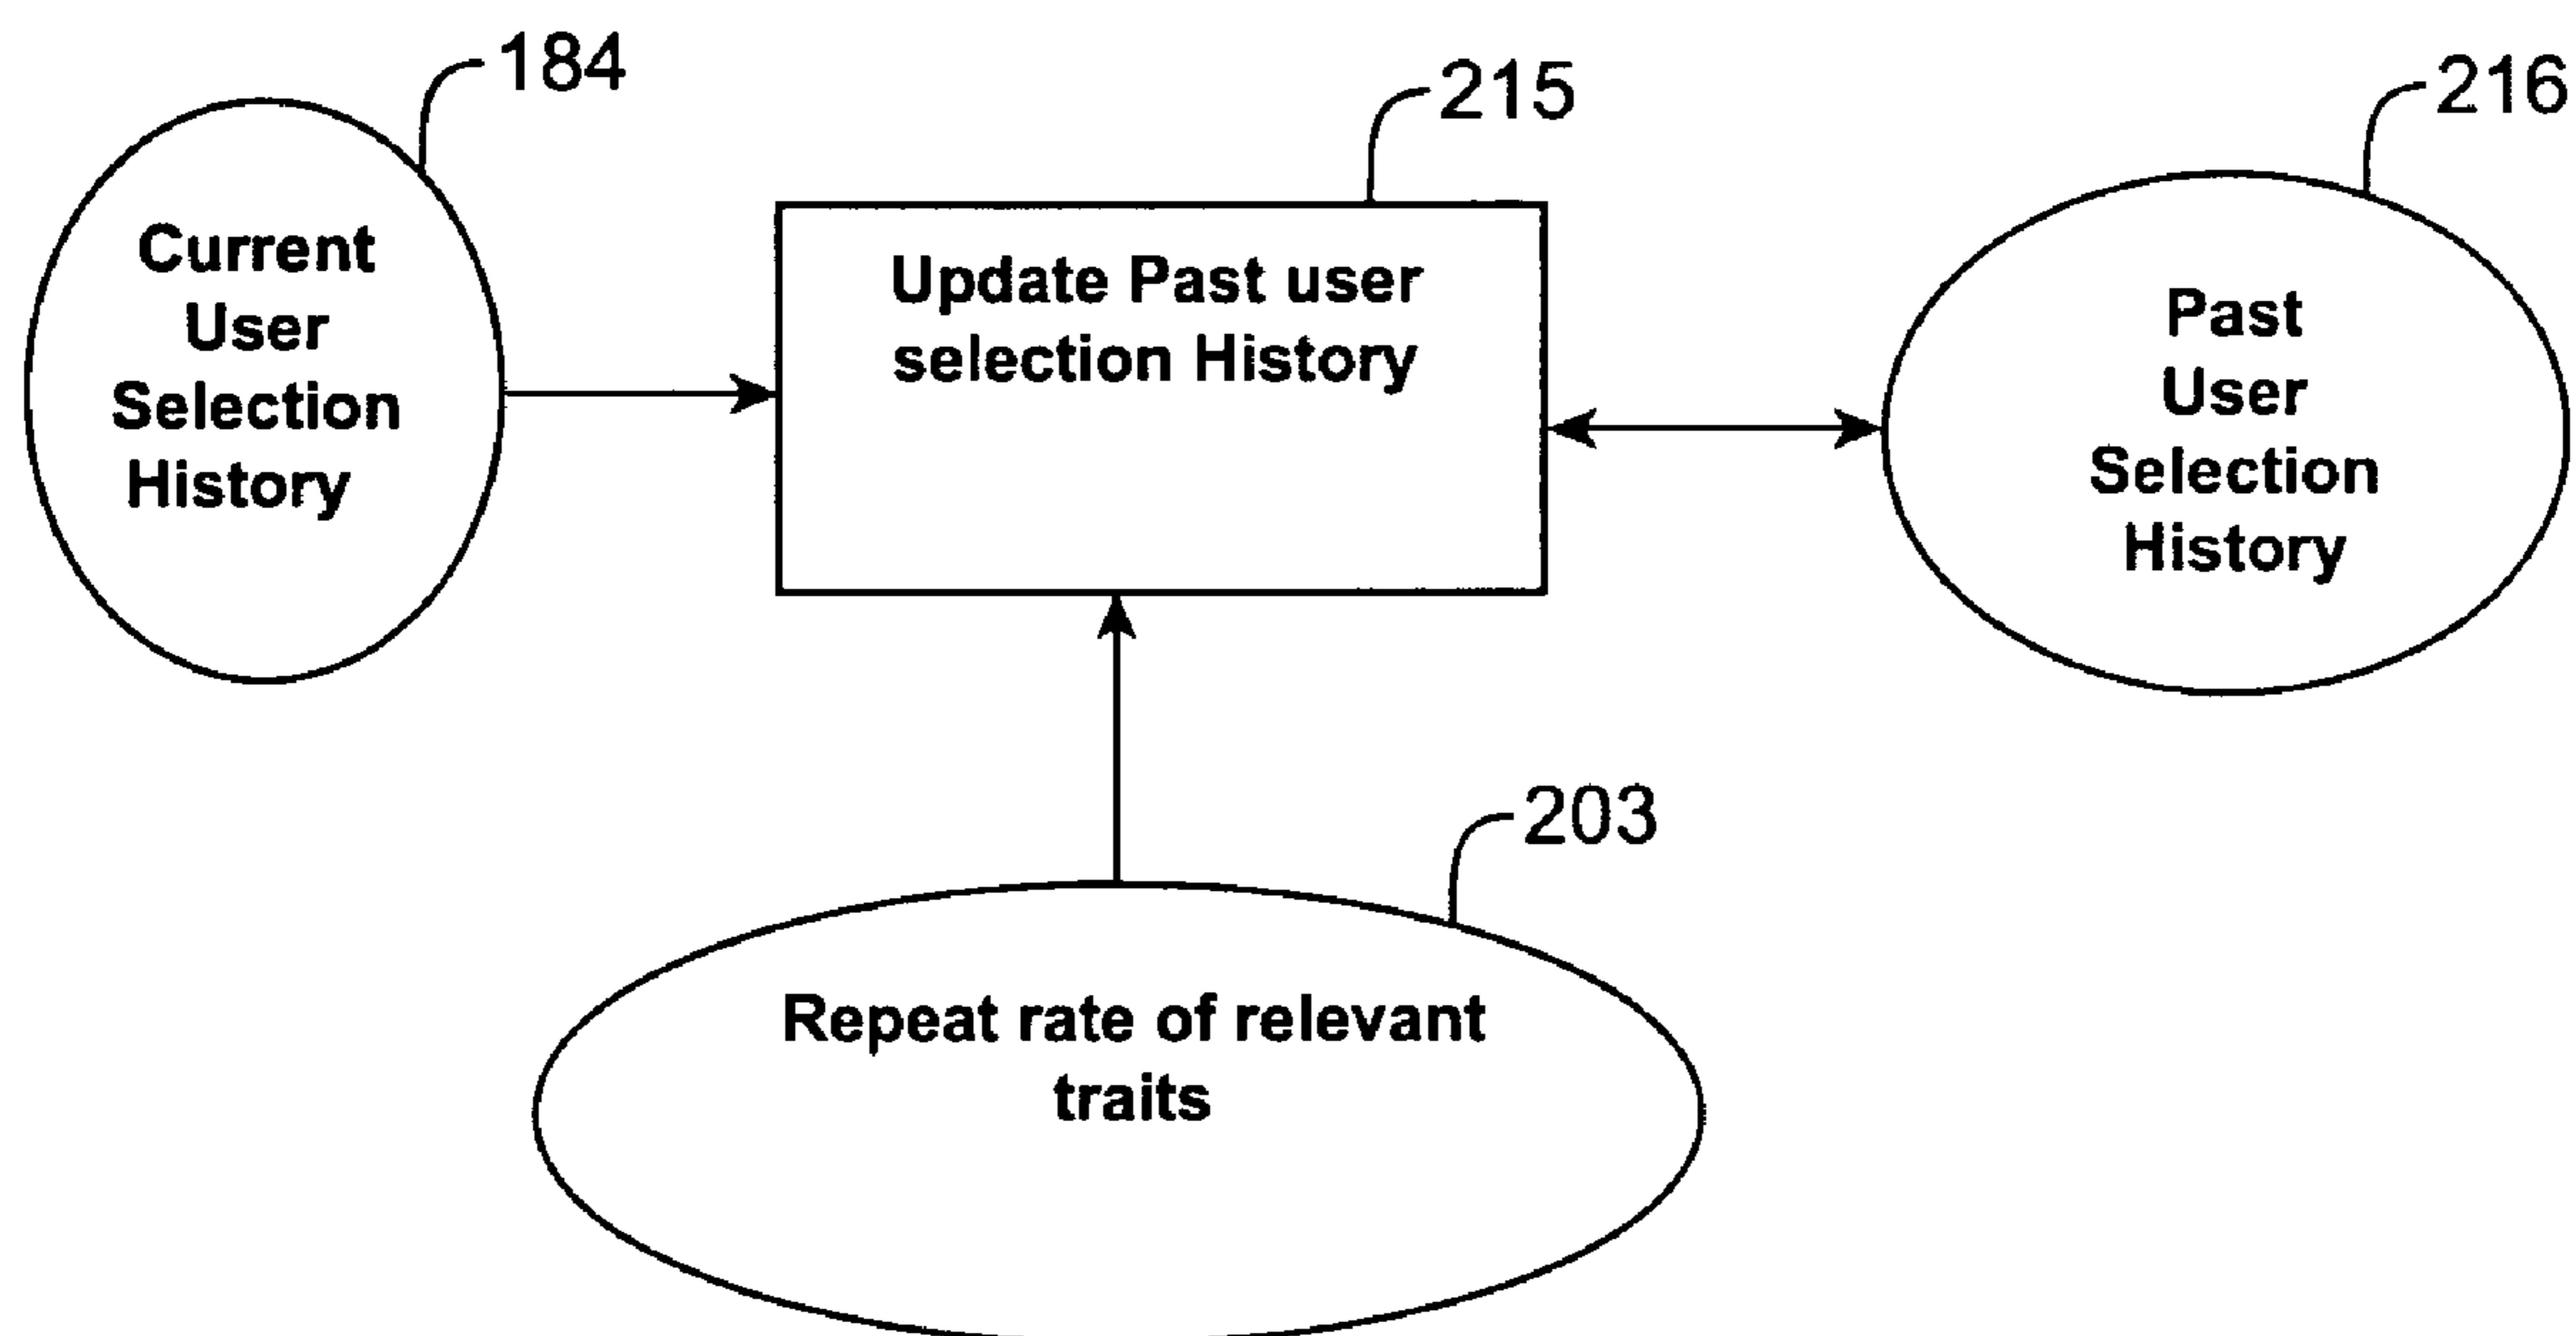 184
Current
User
Selection
History
215
Update Past user
selection History
216
Past
User
Selection
History
203
Repeat rate of relevant
traits